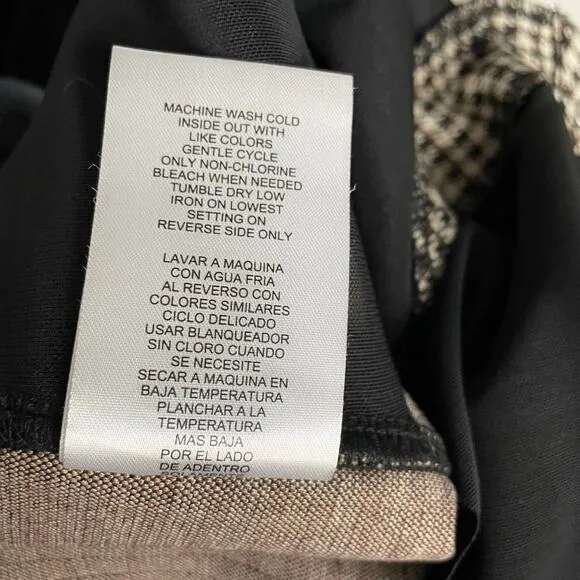 MACHINE WASH COLD
INSIDE OUT WITH
LIKE COLORS
GENTLE CYCLE
ONLY NON-CHLORINE
BLEACH WHEN NEEDED
TUMBLE DRY LOW
IRON ON LOWEST
SETTING ON
REVERSE SIDE ONLY
LAVAR A MAQUINA
CON AGUA FRIA
AL REVERSO CON
COLORES SIMILARES
CICLO DELICADO
USAR BLANQUEADOR
SIN CLORO CUANDO
SE NECESITE
SECAR A MAQUINA EN
BAJA TEMPERATURA
PLANCHAR A LA
TEMPERATURA
MAS BAJA
POR EL LADO
DE ADENTRO
SOLAMENTE